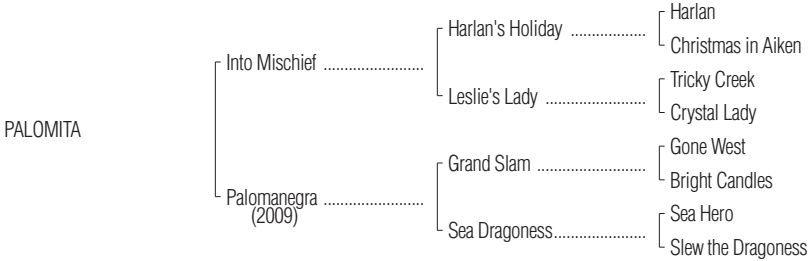 Harlan
Harlan's Holiday ....................
Christmas in Aiken
Into Mischief ..........................
Tricky Creek
Leslie's Lady ..........................
Crystal Lady
PALOMITA
Gone West
Grand Slam ............................
Bright Candles
Palomanegra ..........................
(2009)
Sea Hero
Sea Dragoness........................
Slew the Dragoness